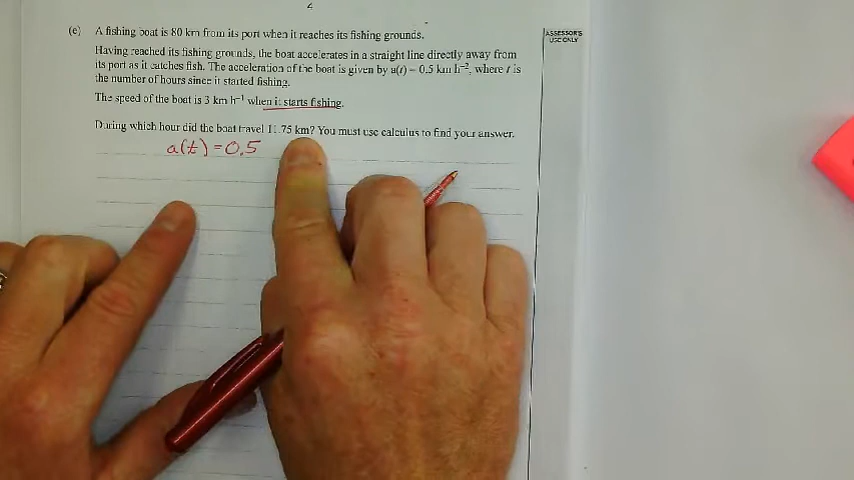 (e) A fishing boat is 80 km from its port when it reaches its fishing grounds.
ASSESSOR'S
USE ONLY
Having reached its fishing grounds, the boat accelerates in a straight line directly away from
its port as it catches fish. The acceleration of the boat is given by a(t) = 0.5 km h⁻², where t is
the number of hours since it started fishing.
The speed of the boat is 3 km h⁻¹ when it starts fishing.
During which hour did the boat travel 11.75 km? You must use calculus to find your answer.
a(t) = 0.5